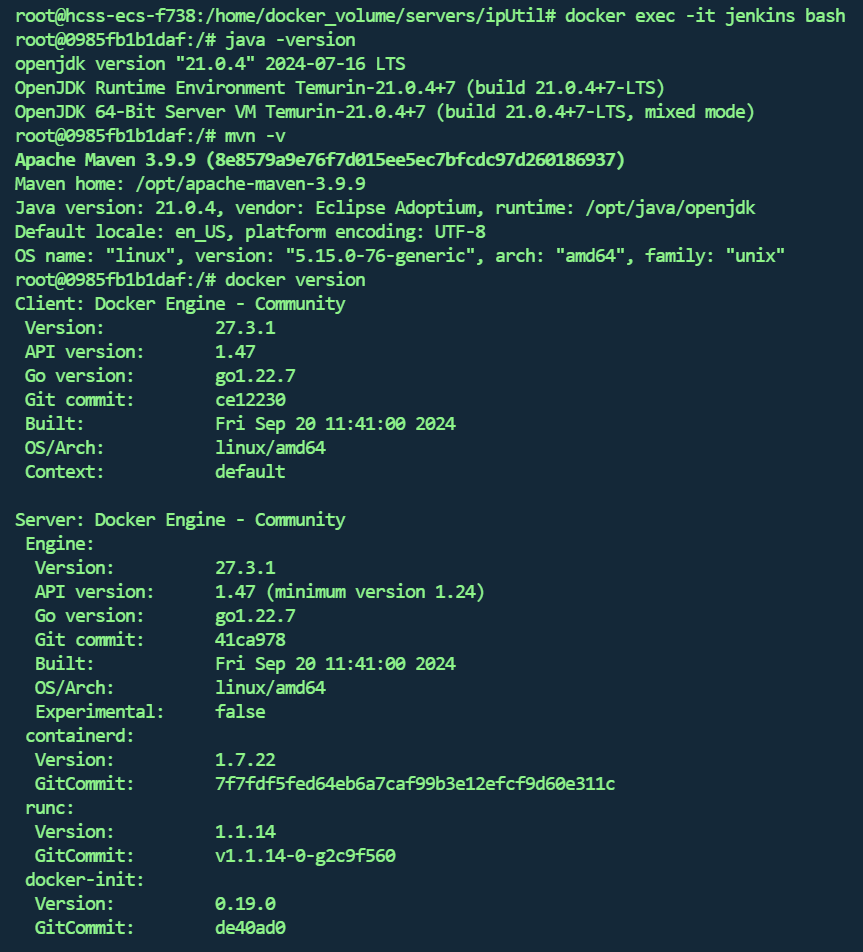 root@hcss-ecs-f738:/home/docker_volume/servers/ipUtil# docker exec -it jenkins bash
root@0985fb1b1daf:/# java -version
openjdk version "21.0.4" 2024-07-16 LTS
OpenJDK Runtime Environment Temurin-21.0.4+7 (build 21.0.4+7-LTS)
OpenJDK 64-Bit Server VM Temurin-21.0.4+7 (build 21.0.4+7-LTS, mixed mode)
root@0985fb1b1daf:/# mvn -v
Apache Maven 3.9.9 (8e8579a9e76f7d015ee5ec7bfcdc97d260186937)
Maven home: /opt/apache-maven-3.9.9
Java version: 21.0.4, vendor: Eclipse Adoptium, runtime: /opt/java/openjdk
Default locale: en_US, platform encoding: UTF-8
OS name: "linux", version: "5.15.0-76-generic", arch: "amd64", family: "unix"
root@0985fb1b1daf:/# docker version
Client: Docker Engine - Community
 Version:           27.3.1
 API version:       1.47
 Go version:        go1.22.7
 Git commit:        ce12230
 Built:             Fri Sep 20 11:41:00 2024
 OS/Arch:           linux/amd64
 Context:           default

Server: Docker Engine - Community
 Engine:
  Version:          27.3.1
  API version:      1.47 (minimum version 1.24)
  Go version:       go1.22.7
  Git commit:       41ca978
  Built:            Fri Sep 20 11:41:00 2024
  OS/Arch:          linux/amd64
  Experimental:     false
 containerd:
  Version:          1.7.22
  GitCommit:        7f7fdf5fed64eb6a7caf99b3e12efcf9d60e311c
 runc:
  Version:          1.1.14
  GitCommit:        v1.1.14-0-g2c9f560
 docker-init:
  Version:          0.19.0
  GitCommit:        de40ad0